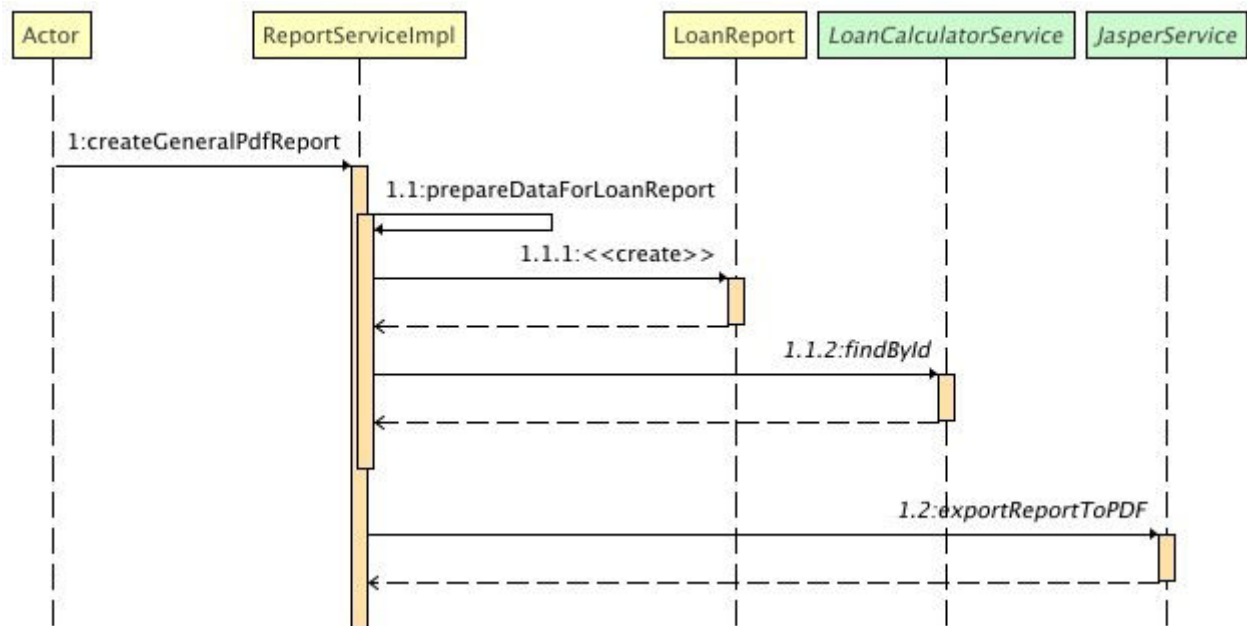 Actor
ReportServiceImpl
LoanReport
LoanCalculatorService
JasperService
1:createGeneralPdfReport
1.1:prepareDataForLoanReport
1.1.1:<<create>>
1.1.2:findById
1.2:exportReportToPDF